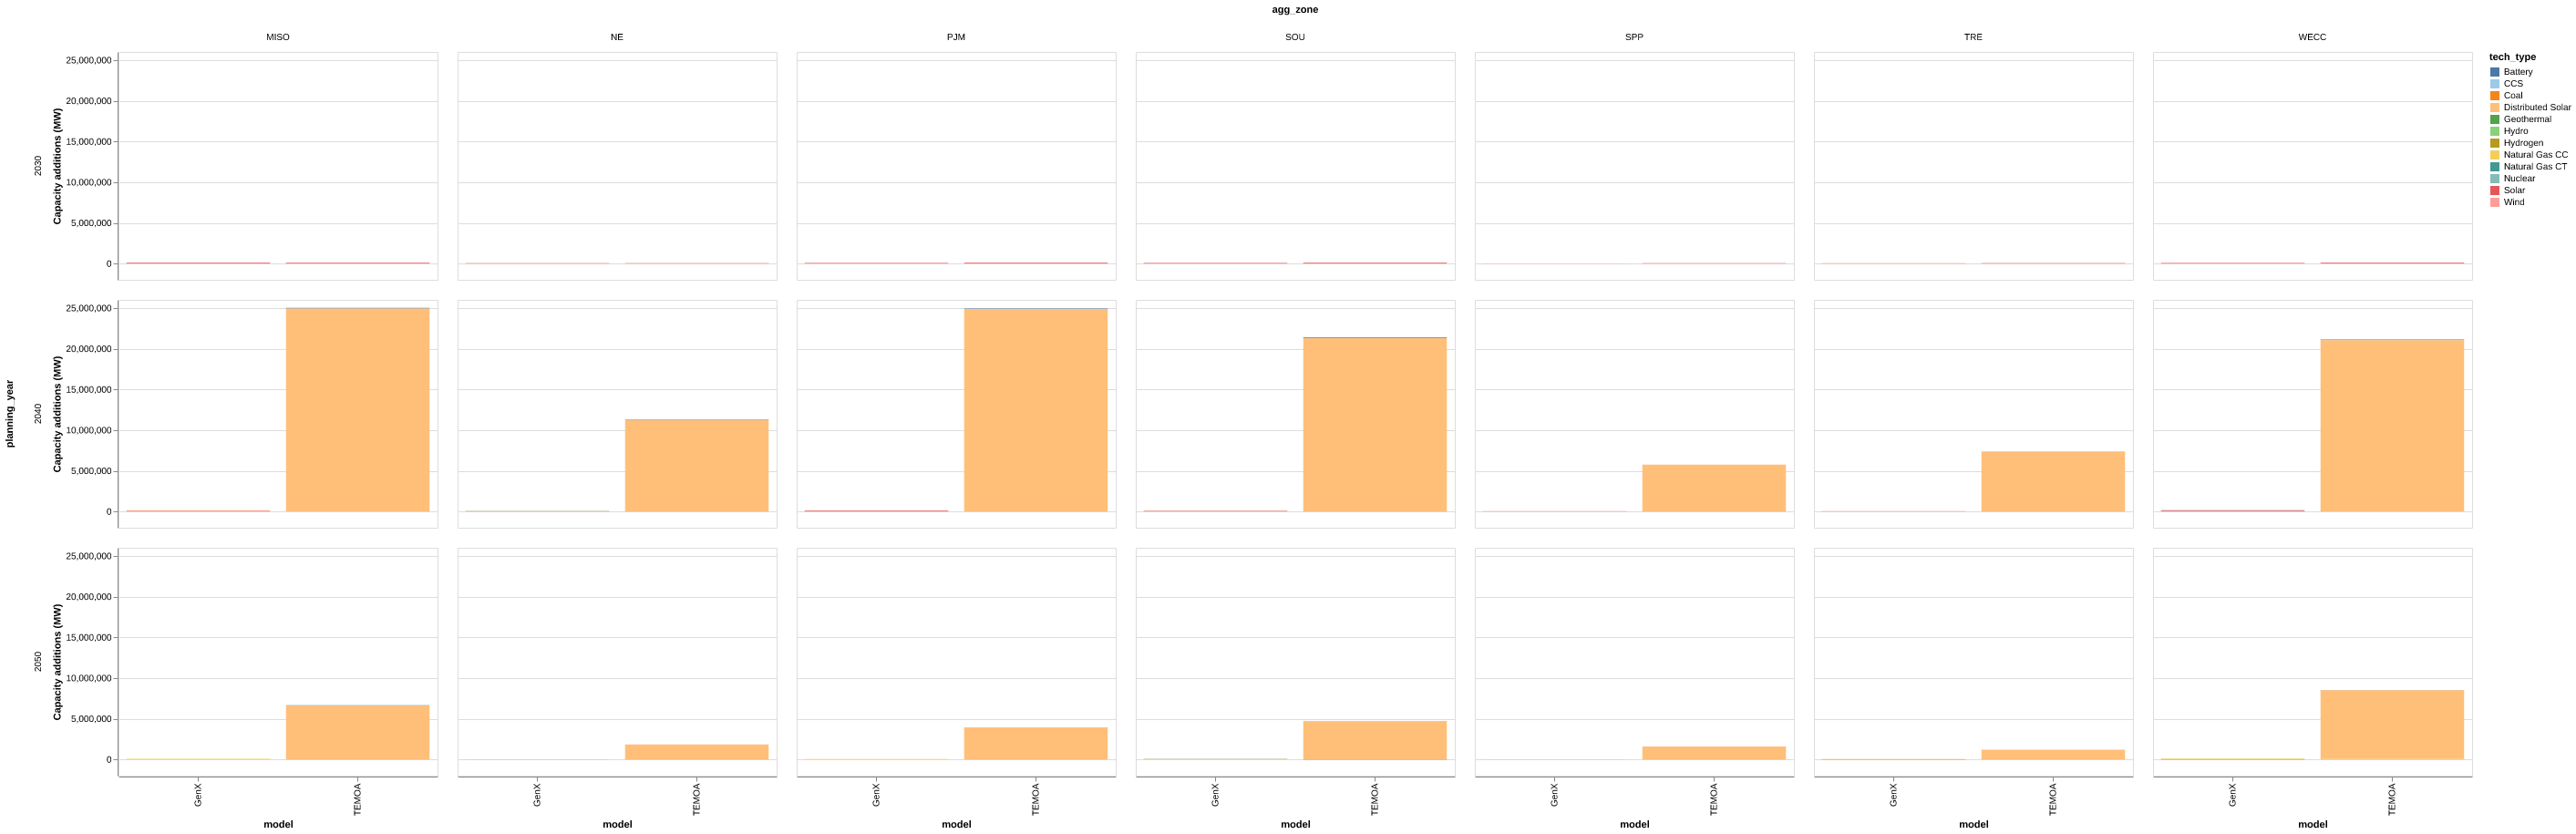 agg_zone
MISO NE PJM SOU SPP TRE WECC
tech_type
Battery
CCS
Coal
Distributed Solar
Geothermal
Hydro
Hydrogen
Natural Gas CC
Natural Gas CT
Nuclear
Solar
Wind
planning_year
2030
Capacity additions (MW)
25,000,000
20,000,000
15,000,000
10,000,000
5,000,000
0
2040
Capacity additions (MW)
25,000,000
20,000,000
15,000,000
10,000,000
5,000,000
0
2050
Capacity additions (MW)
25,000,000
20,000,000
15,000,000
10,000,000
5,000,000
0
GenX TEMOA GenX TEMOA GenX TEMOA GenX TEMOA GenX TEMOA GenX TEMOA GenX TEMOA
model model model model model model model